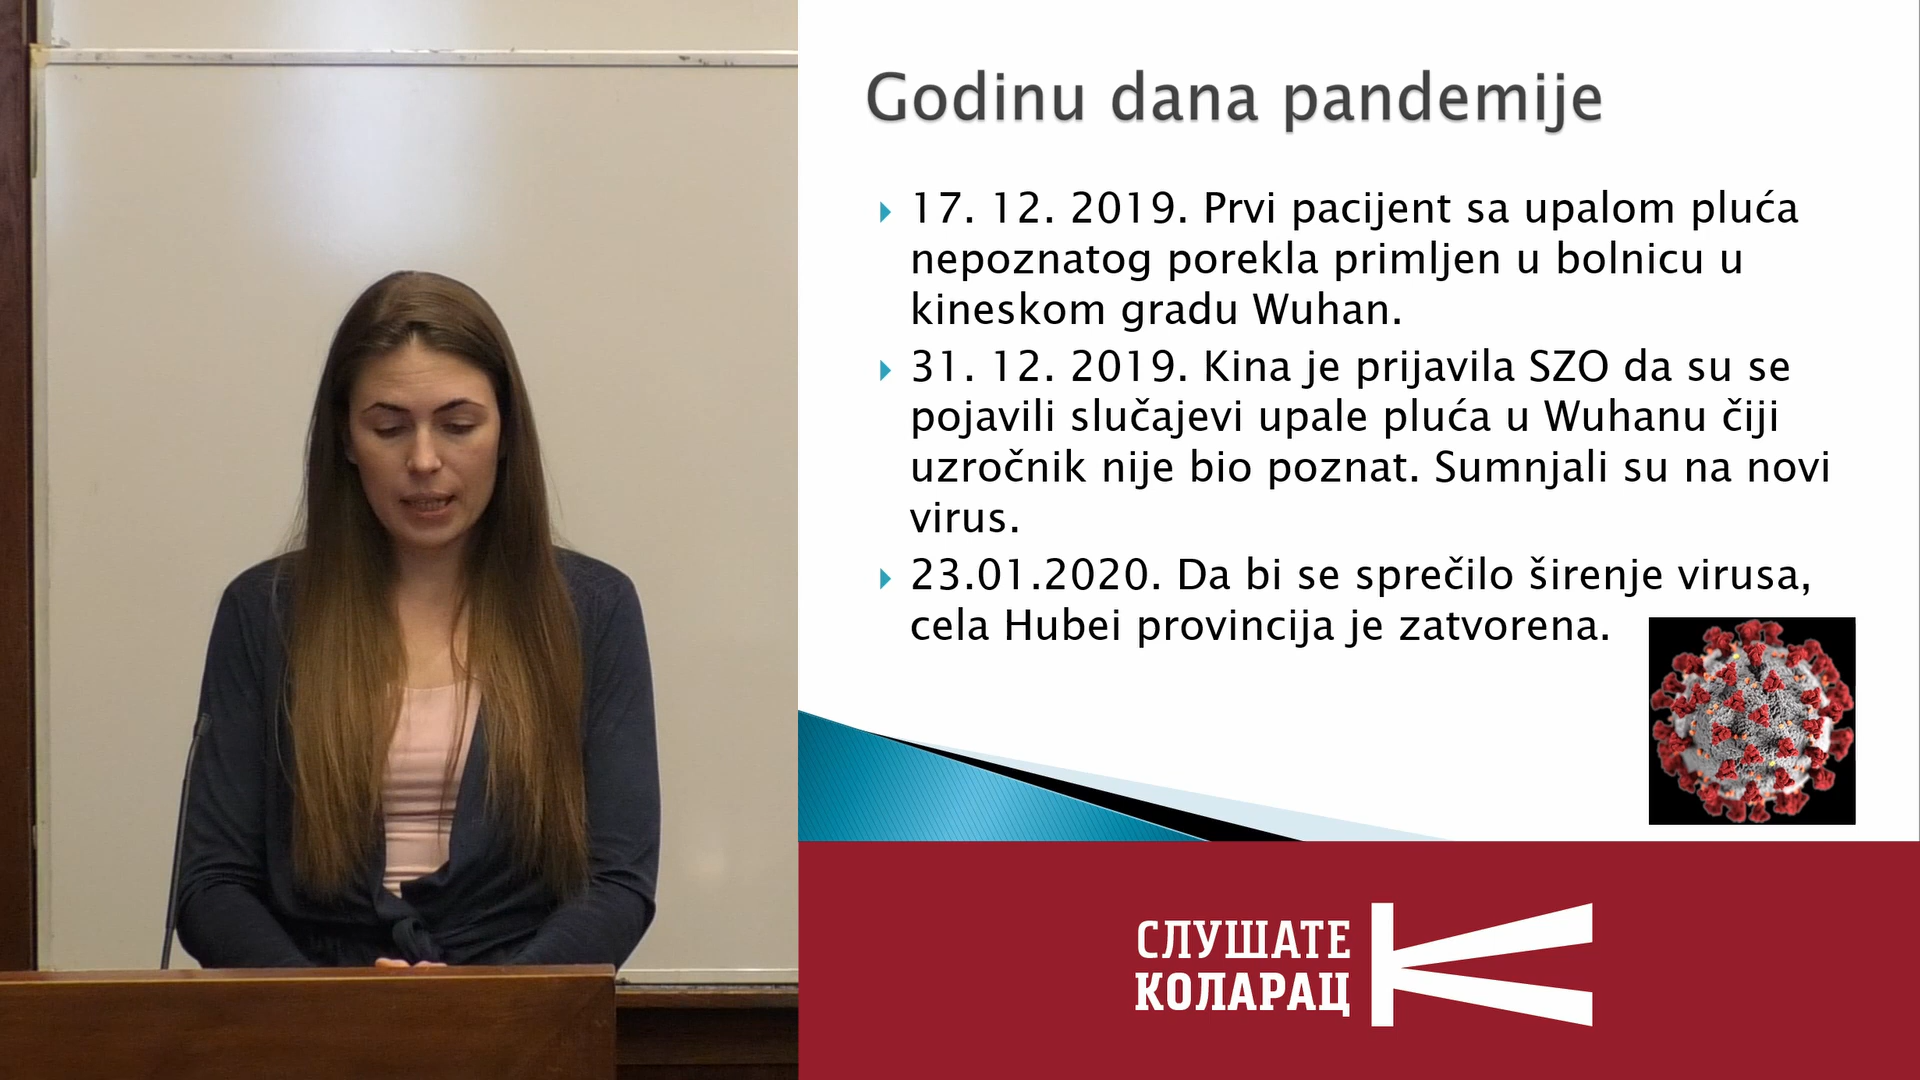 Godinu dana pandemije
17. 12. 2019. Prvi pacijent sa upalom pluća
nepoznatog porekla primljen u bolnicu u
kineskom gradu Wuhan.
31. 12. 2019. Kina je prijavila SZO da su se
pojavili slučajevi upale pluća u Wuhanu čiji
uzročnik nije bio poznat. Sumnjali su na novi
virus.
23.01.2020. Da bi se sprečilo širenje virusa,
cela Hubei provincija je zatvorena.
СЛУШАТЕ
КОЛАРАЦ